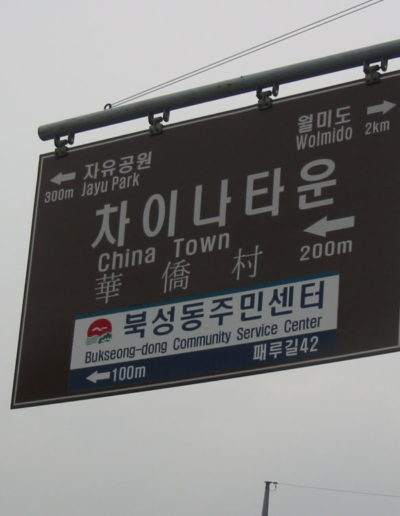 자유공원
300m Jayu Park
월미도
Wolmido 2km
차이나타운
China Town
200m
華僑村
북성동주민센터
Bukseong-dong Community Service Center
100m
패루길42